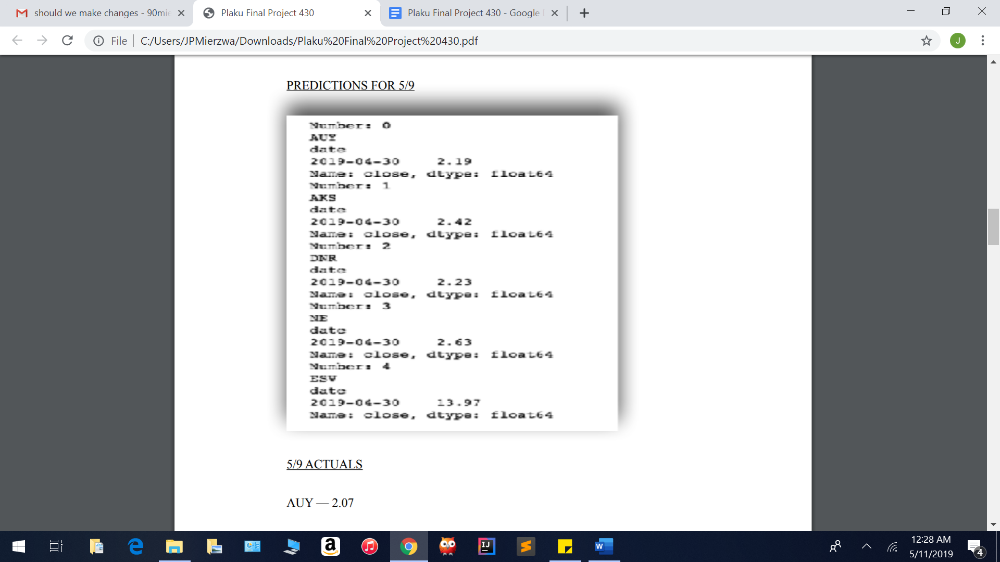 should we make changes - 90mie
Plaku Final Project 430
Plaku Final Project 430 - Google
File
C:/Users/JPMierzwa/Downloads/Plaku%20Final%20Project%20430.pdf
J
PREDICTIONS FOR 5/9
Number: 0
AUY
date
2019-04-30 2.19
Name: close, dtype: float64
Number: 1
AKS
date
2019-04-30 2.42
Name: close, dtype: float64
Number: 2
DNR
date
2019-04-30 2.23
Name: close, dtype: float64
Number: 3
NE
date
2019-04-30 2.63
Name: close, dtype: float64
Number: 4
ESV
date
2019-04-30 13.97
Name: close, dtype: float64
5/9 ACTUALS
AUY — 2.07
12:28 AM
5/11/2019
4